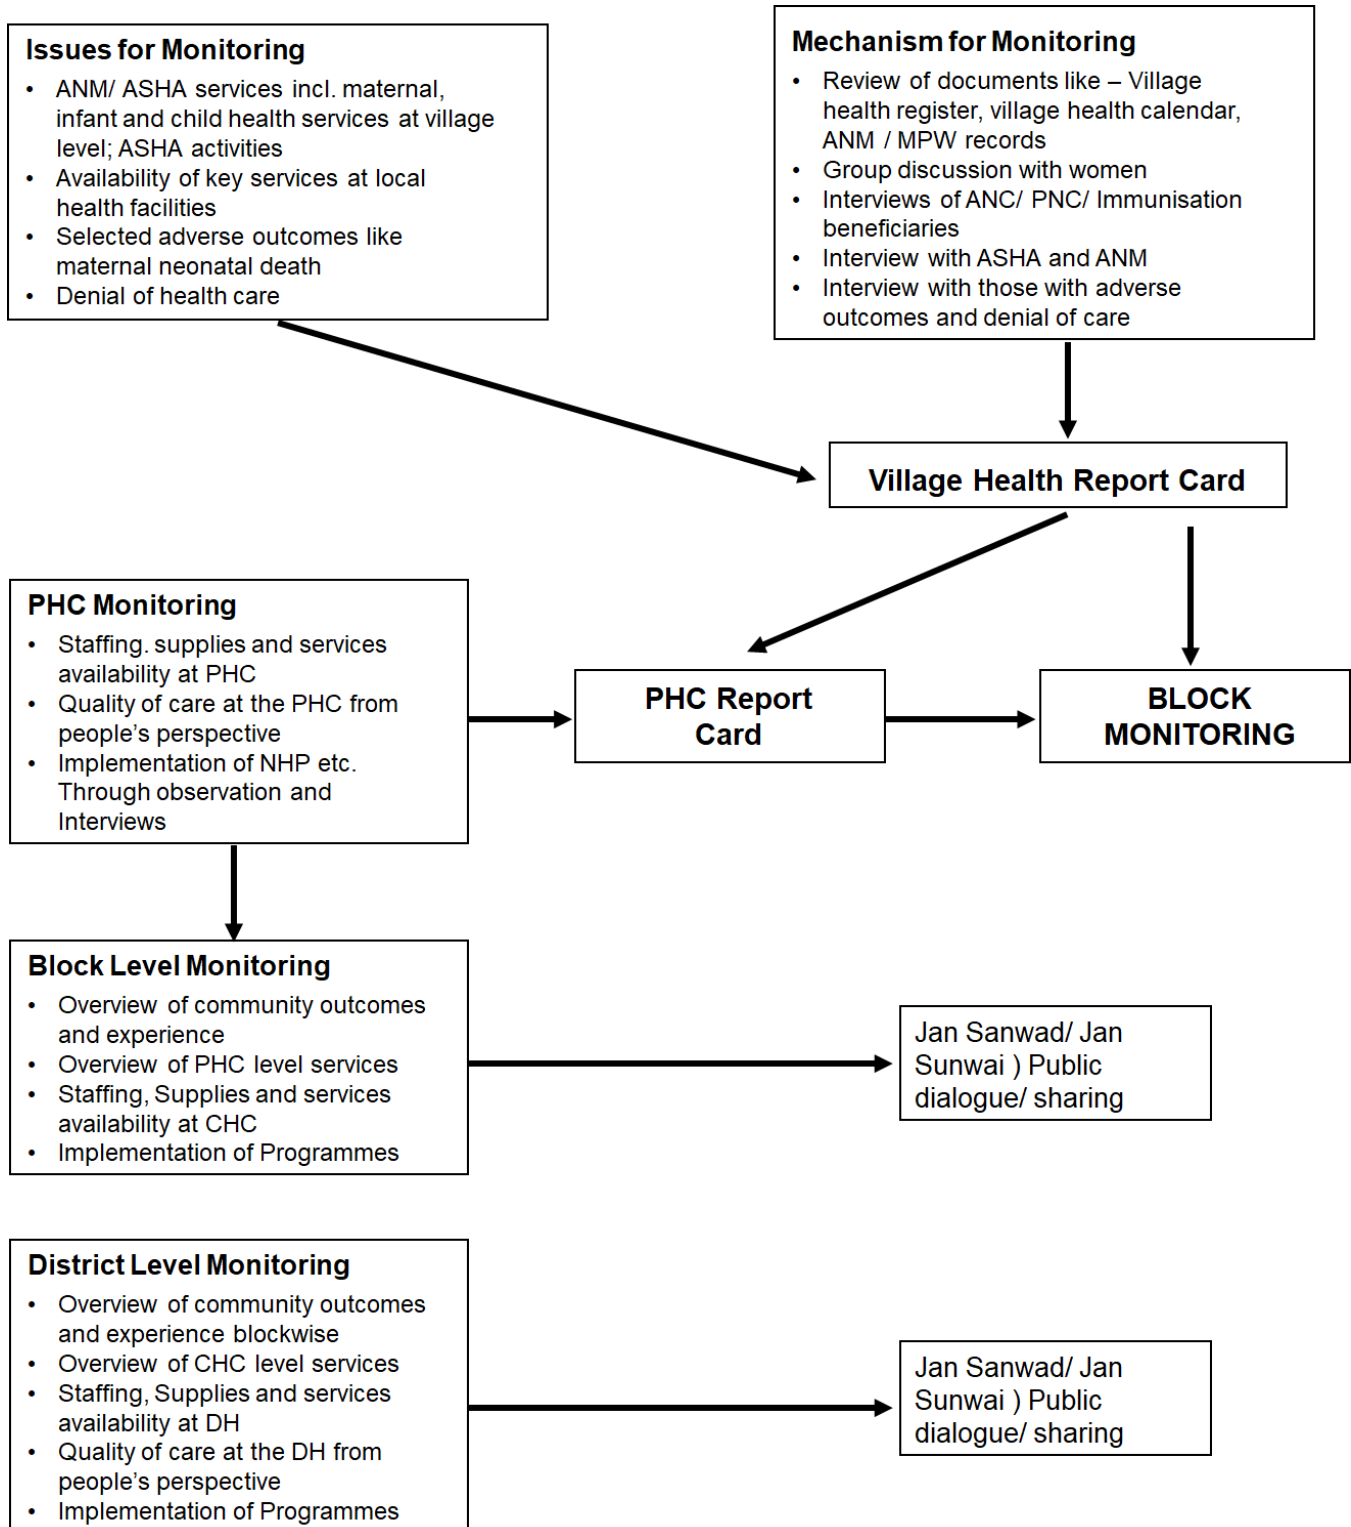 Issues for Monitoring
• ANM/ ASHA services incl. maternal,
infant and child health services at village
level; ASHA activities
• Availability of key services at local
health facilities
• Selected adverse outcomes like
maternal neonatal death
• Denial of health care
Mechanism for Monitoring
• Review of documents like – Village
health register, village health calendar,
ANM / MPW records
• Group discussion with women
• Interviews of ANC/ PNC/ Immunisation
beneficiaries
• Interview with ASHA and ANM
• Interview with those with adverse
outcomes and denial of care
Village Health Report Card
PHC Monitoring
• Staffing. supplies and services
availability at PHC
• Quality of care at the PHC from
people’s perspective
• Implementation of NHP etc.
Through observation and
Interviews
PHC Report
Card
BLOCK
MONITORING
Block Level Monitoring
• Overview of community outcomes
and experience
• Overview of PHC level services
• Staffing, Supplies and services
availability at CHC
• Implementation of Programmes
Jan Sanwad/ Jan
Sunwai ) Public
dialogue/ sharing
District Level Monitoring
• Overview of community outcomes
and experience blockwise
• Overview of CHC level services
• Staffing, Supplies and services
availability at DH
• Quality of care at the DH from
people’s perspective
• Implementation of Programmes
Jan Sanwad/ Jan
Sunwai ) Public
dialogue/ sharing